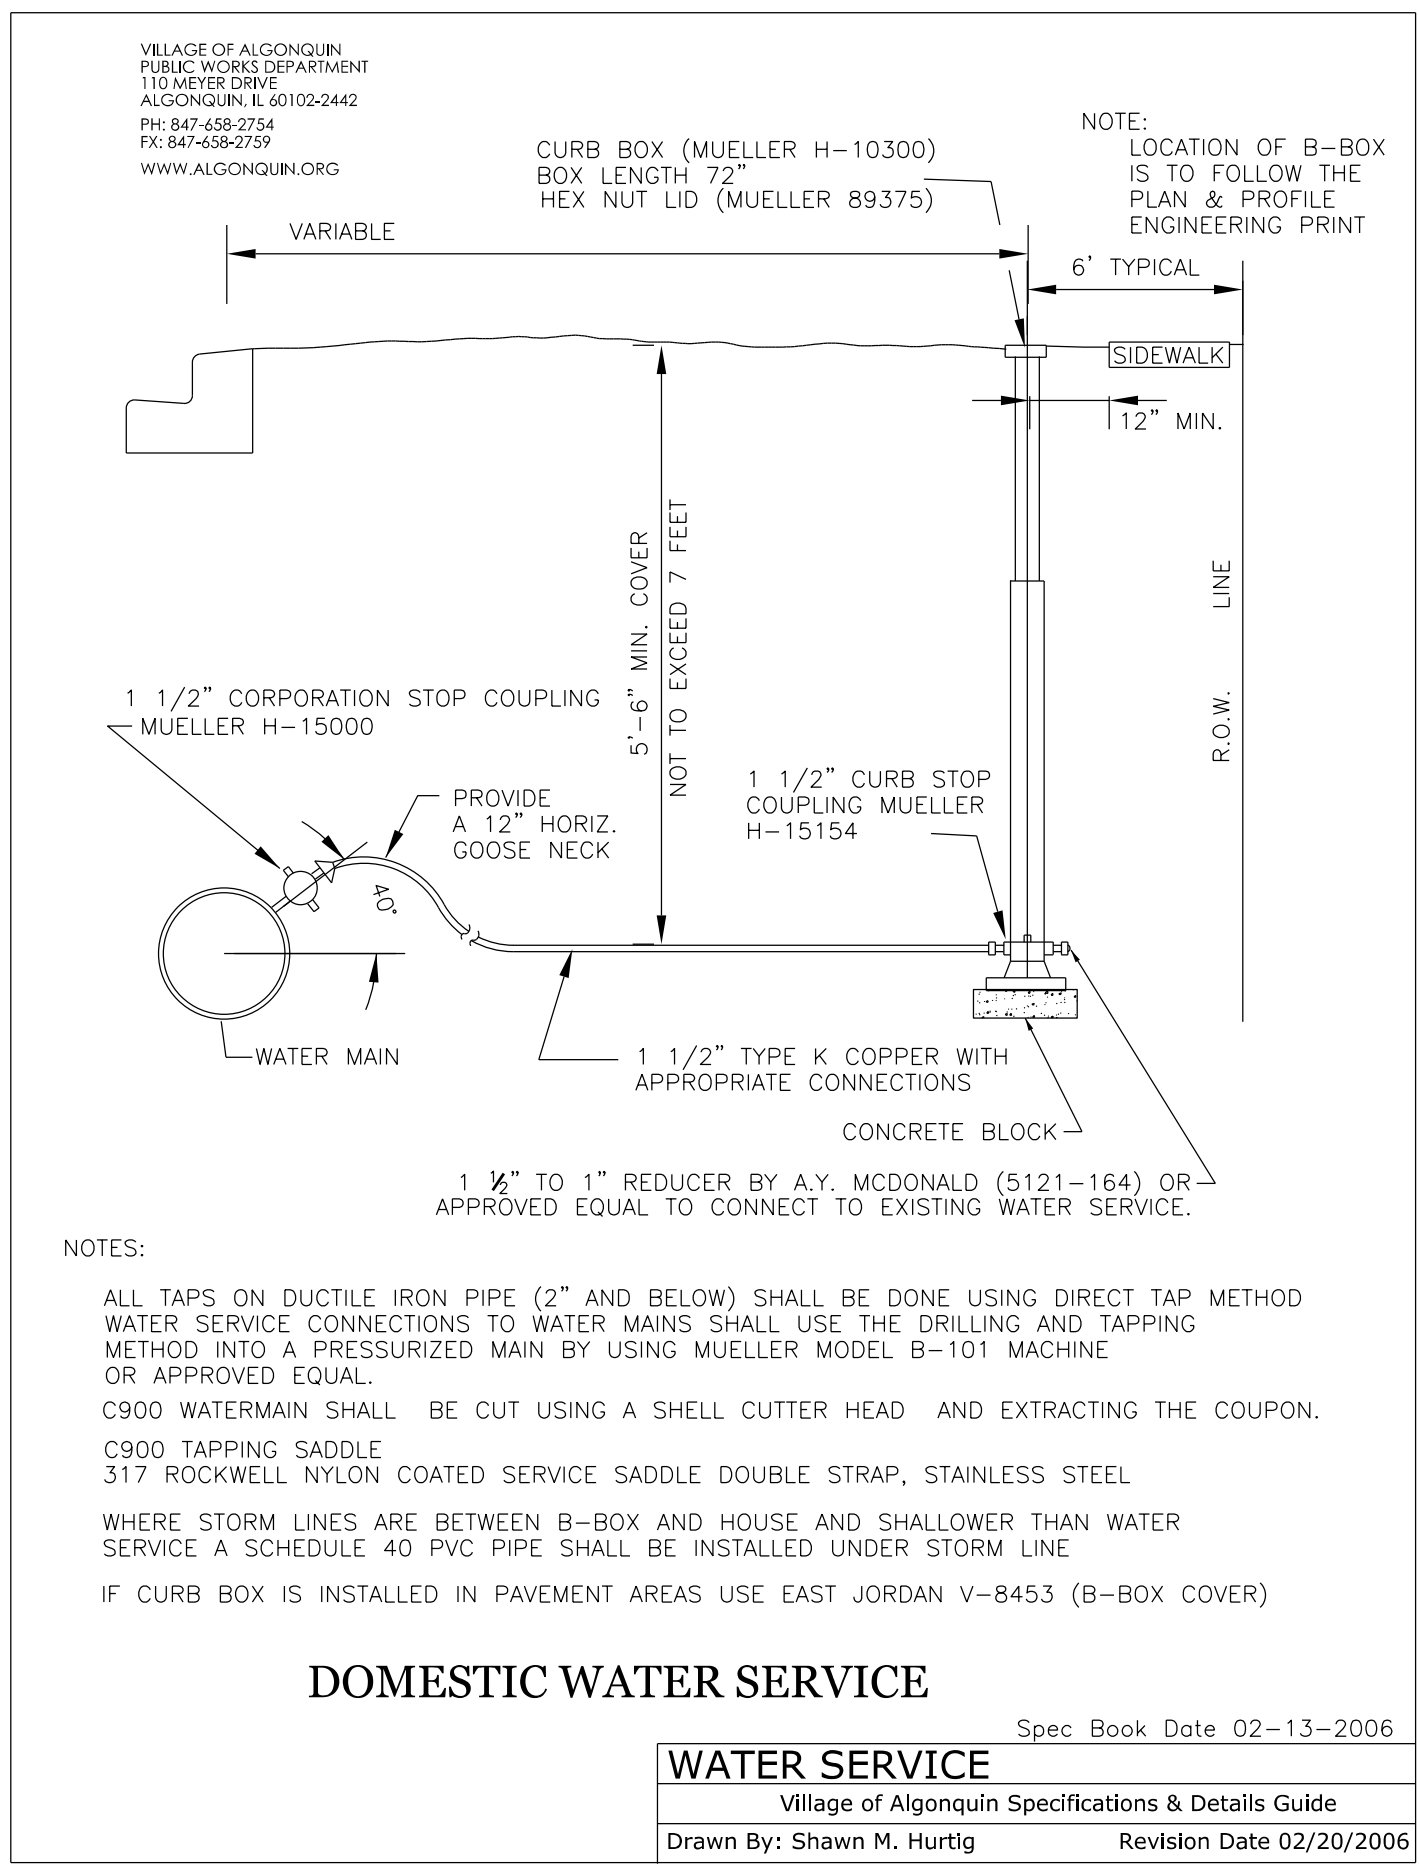 VILLAGE OF ALGONQUIN
PUBLIC WORKS DEPARTMENT
110 MEYER DRIVE
ALGONQUIN, IL 60102-2442
PH: 847-658-2754
FX: 847-658-2759
WWW.ALGONQUIN.ORG
CURB BOX (MUELLER H-10300)
BOX LENGTH 72"
HEX NUT LID (MUELLER 89375)
NOTE:
LOCATION OF B-BOX
IS TO FOLLOW THE
PLAN & PROFILE
ENGINEERING PRINT
VARIABLE
6' TYPICAL
SIDEWALK
12" MIN.
5'-6" MIN. COVER
NOT TO EXCEED 7 FEET
R.O.W. LINE
1 1/2" CORPORATION STOP COUPLING
MUELLER H-15000
PROVIDE
A 12" HORIZ.
GOOSE NECK
1 1/2" CURB STOP
COUPLING MUELLER
H-15154
40°
WATER MAIN
1 1/2" TYPE K COPPER WITH
APPROPRIATE CONNECTIONS
CONCRETE BLOCK
1 ½" TO 1" REDUCER BY A.Y. MCDONALD (5121-164) OR
APPROVED EQUAL TO CONNECT TO EXISTING WATER SERVICE.
NOTES:
ALL TAPS ON DUCTILE IRON PIPE (2" AND BELOW) SHALL BE DONE USING DIRECT TAP METHOD
WATER SERVICE CONNECTIONS TO WATER MAINS SHALL USE THE DRILLING AND TAPPING
METHOD INTO A PRESSURIZED MAIN BY USING MUELLER MODEL B-101 MACHINE
OR APPROVED EQUAL.
C900 WATERMAIN SHALL BE CUT USING A SHELL CUTTER HEAD AND EXTRACTING THE COUPON.
C900 TAPPING SADDLE
317 ROCKWELL NYLON COATED SERVICE SADDLE DOUBLE STRAP, STAINLESS STEEL
WHERE STORM LINES ARE BETWEEN B-BOX AND HOUSE AND SHALLOWER THAN WATER
SERVICE A SCHEDULE 40 PVC PIPE SHALL BE INSTALLED UNDER STORM LINE
IF CURB BOX IS INSTALLED IN PAVEMENT AREAS USE EAST JORDAN V-8453 (B-BOX COVER)
DOMESTIC WATER SERVICE
Spec Book Date 02-13-2006
WATER SERVICE
Village of Algonquin Specifications & Details Guide
Drawn By: Shawn M. Hurtig Revision Date 02/20/2006